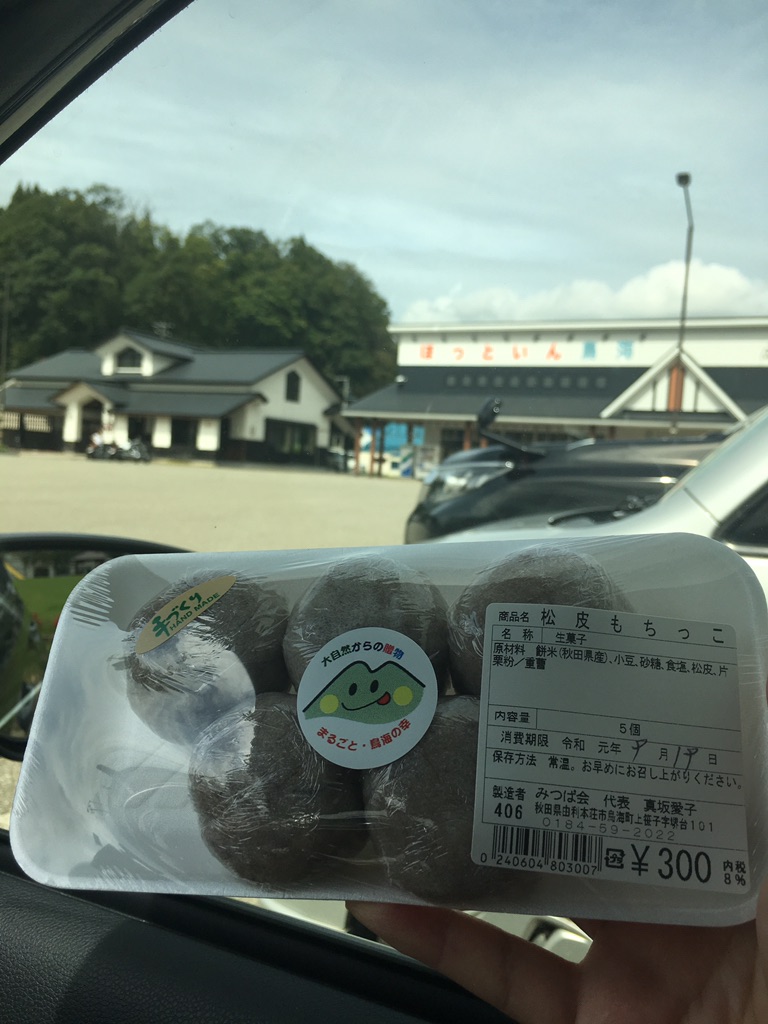 ほっといん鳥海
手づくり
HAND MADE
大自然からの贈物
まるごと・鳥海の幸
商品名 松皮もちっこ
名称 生菓子
原材料 餅米(秋田県産)、小豆、砂糖、食塩、松皮、片
栗粉／重曹
内容量 5個
消費期限 令和 元年 9月19日
保存方法 常温。お早めにお召し上がりください。
製造者 みつば会 代表 真坂愛子
406 秋田県由利本荘市鳥海町上笹子字堺台101
0184-59-2022
0 240604 803007
¥300 内税
8%